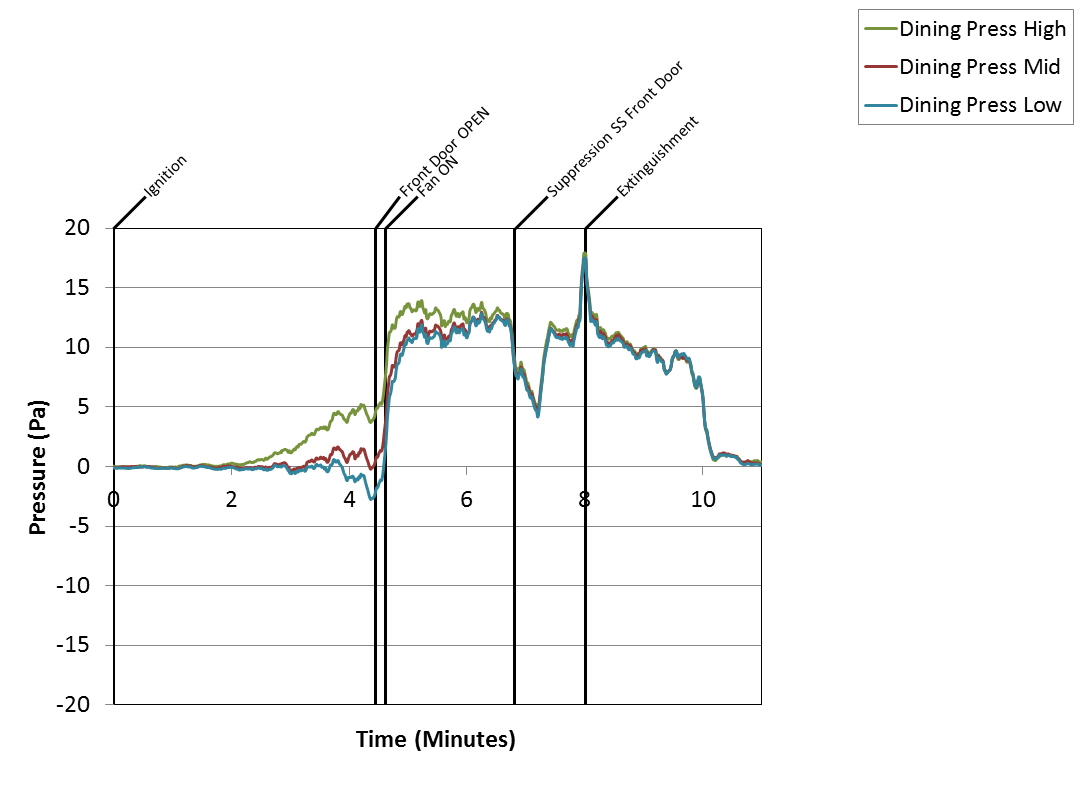 Dining Press High
Dining Press Mid
Dining Press Low
Ignition
Front Door OPEN
Fan ON
Suppression SS Front Door
Extinguishment
20
15
10
5
0
-5
-10
-15
-20
0 2 4 6 8 10
Pressure (Pa)
Time (Minutes)